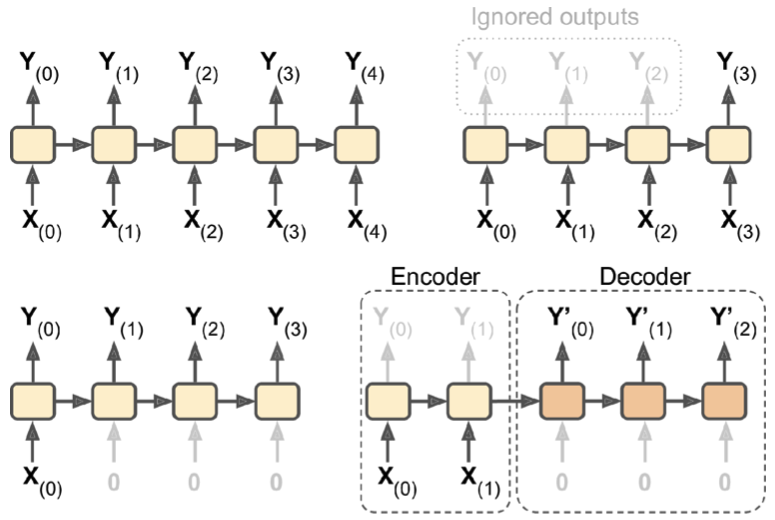 Ignored outputs
Y(0) Y(1) Y(2) Y(3) Y(4)
Y(0) Y(1) Y(2) Y(3)
X(0) X(1) X(2) X(3) X(4)
X(0) X(1) X(2) X(3)
Encoder
Decoder
Y(0) Y(1) Y(2) Y(3)
Y(0) Y(1)
Y'(0) Y'(1) Y'(2)
X(0) 0 0 0
X(0) X(1)
0 0 0